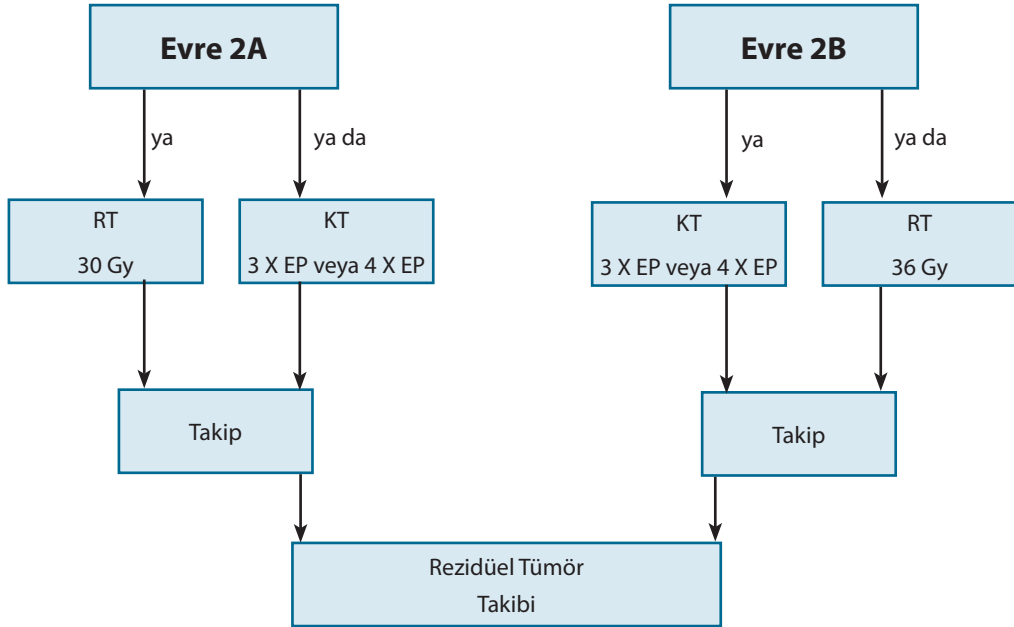 Evre 2A
Evre 2B
ya
ya da
ya
ya da
RT
30 Gy
KT
3 X EP veya 4 X EP
KT
3 X EP veya 4 X EP
RT
36 Gy
Takip
Takip
Rezidüel Tümör
Takibi